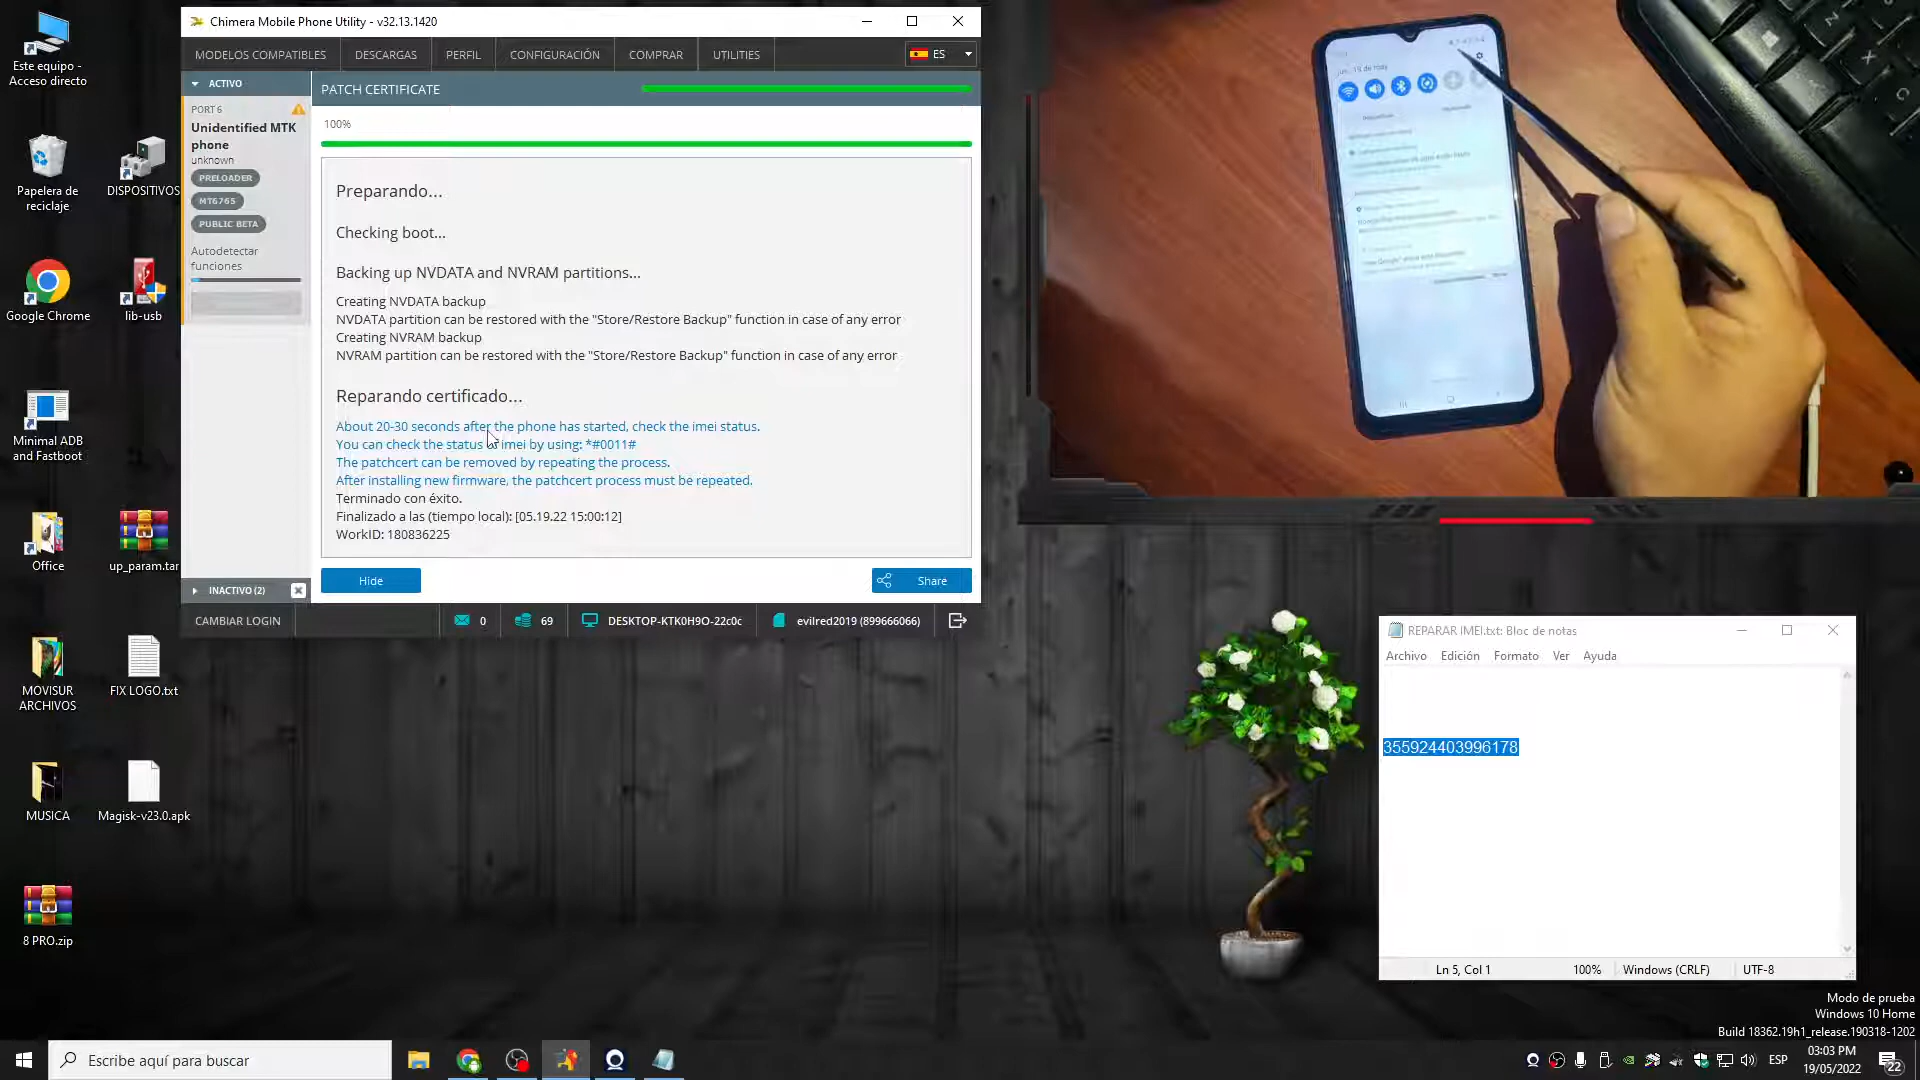 Este equipo -
Acceso directo
Papelera de
reciclaje
DISPOSITIVOS
Google Chrome
lib-usb
Minimal ADB
and Fastboot
Office
up_param.tar
MOVISUR
ARCHIVOS
FIX LOGO.txt
MUSICA
Magisk-v23.0.apk
8 PRO.zip
Chimera Mobile Phone Utility - v32.13.1420
MODELOS COMPATIBLES
DESCARGAS
PERFIL
CONFIGURACIÓN
COMPRAR
UTILITIES
ES
ACTIVO
PORT 6
Unidentified MTK
phone
unknown
PRELOADER
MT6765
PUBLIC BETA
Autodetectar
funciones
INACTIVO (2)
PATCH CERTIFICATE
100%
Preparando...
Checking boot...
Backing up NVDATA and NVRAM partitions...
Creating NVDATA backup
NVDATA partition can be restored with the "Store/Restore Backup" function in case of any error
Creating NVRAM backup
NVRAM partition can be restored with the "Store/Restore Backup" function in case of any error
Reparando certificado...
About 20-30 seconds after the phone has started, check the imei status.
You can check the status of imei by using: *#0011#
The patchcert can be removed by repeating the process.
After installing new firmware, the patchcert process must be repeated.
Terminado con éxito.
Finalizado a las (tiempo local): [05.19.22 15:00:12]
WorkID: 180836225
Hide
Share
CAMBIAR LOGIN
0
69
DESKTOP-KTK0H9O-22c0c
evilred2019 (899666066)
REPARAR IMEI.txt: Bloc de notas
Archivo
Edición
Formato
Ver
Ayuda
355924403996178
Ln 5, Col 1
100%
Windows (CRLF)
UTF-8
Modo de prueba
Windows 10 Home
Build 18362.19h1_release.190318-1202
Escribe aquí para buscar
ESP
03:03 PM
19/05/2022
22